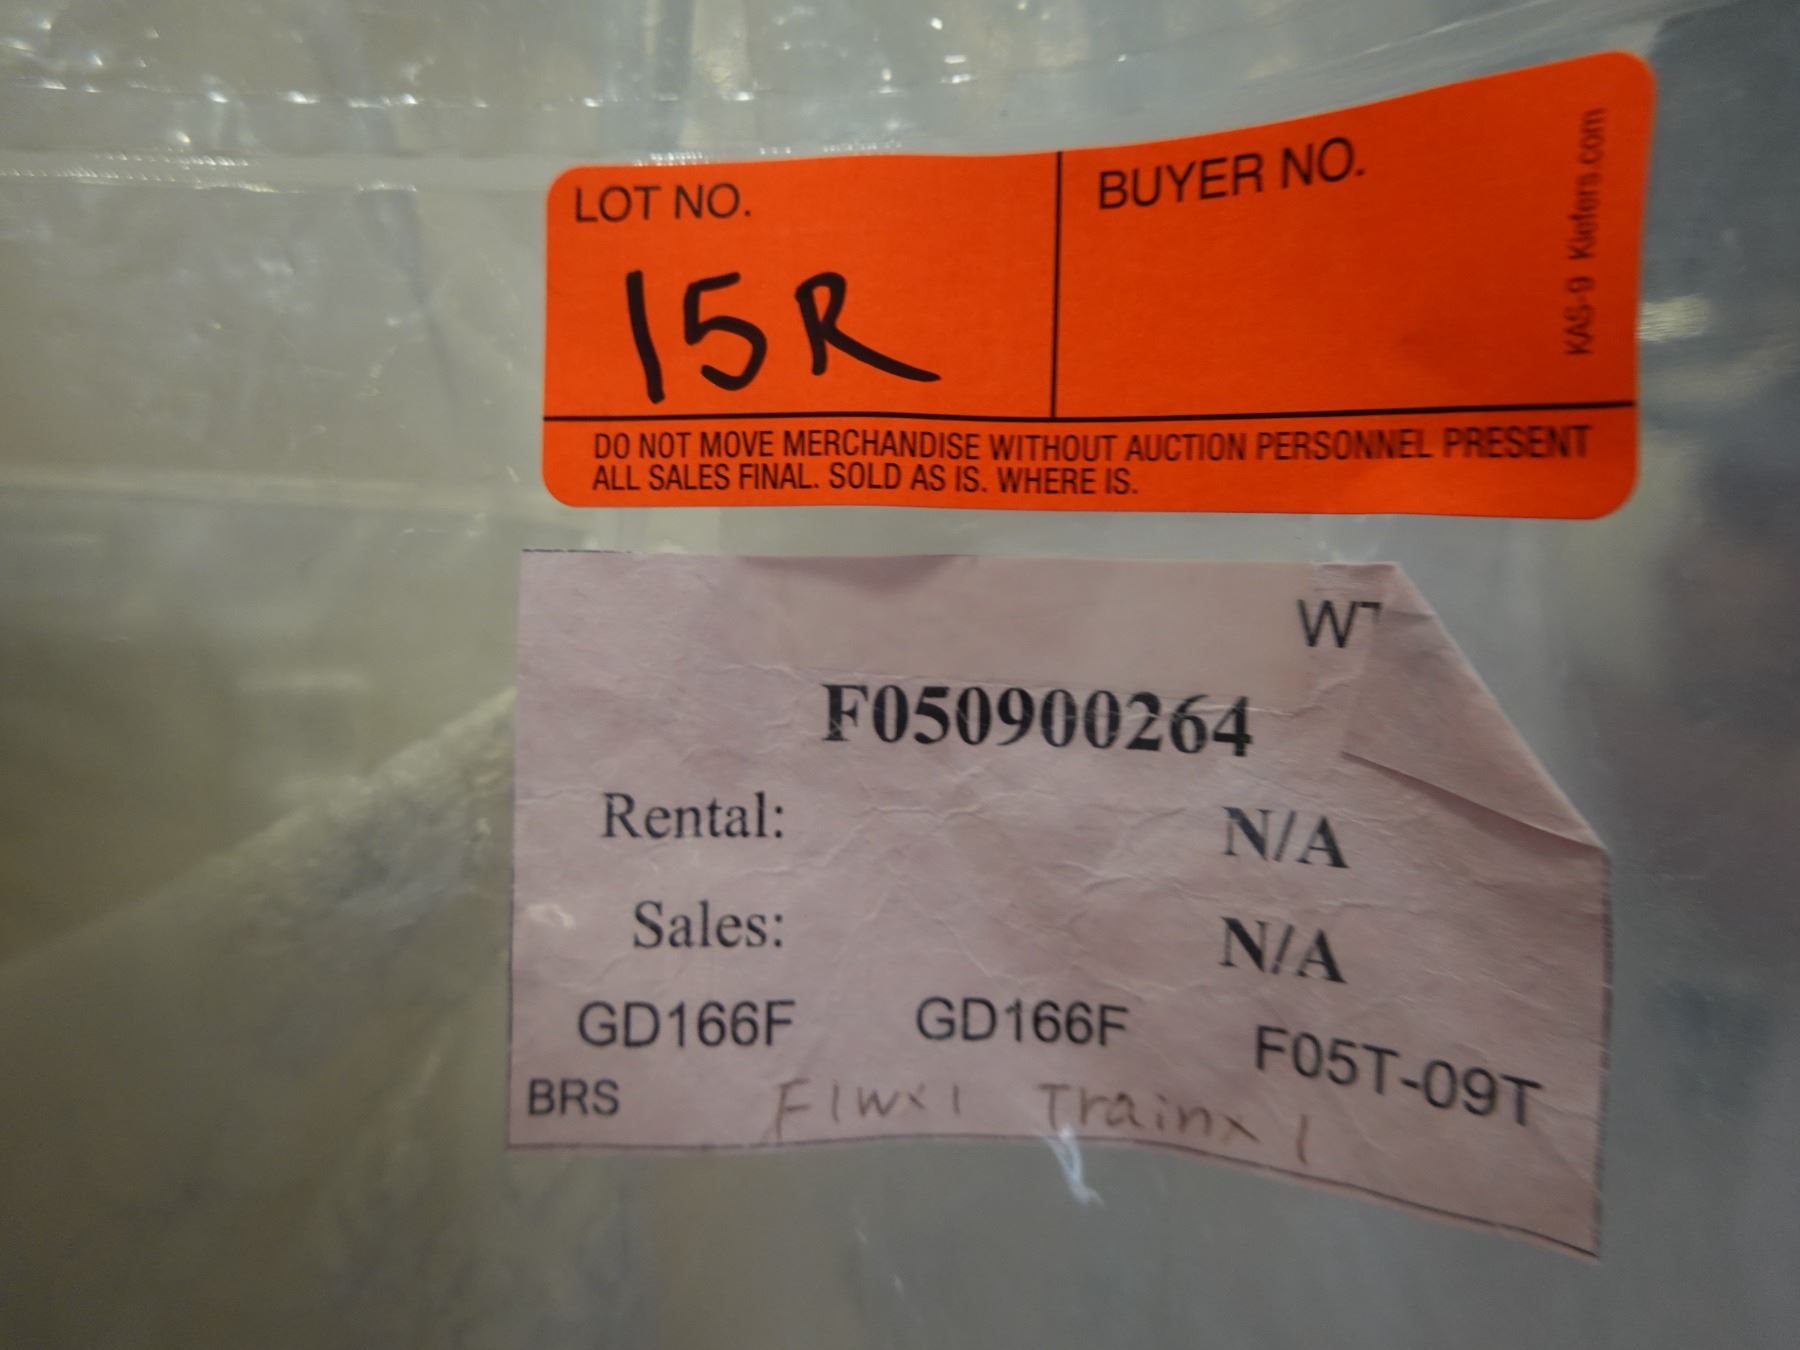 LOT NO.
BUYER NO.
15R
KAS-9 Kiefers.com
DO NOT MOVE MERCHANDISE WITHOUT AUCTION PERSONNEL PRESENT
ALL SALES FINAL. SOLD AS IS. WHERE IS.
F050900264
Rental: N/A
Sales: N/A
GD166F GD166F F05T-09T
BRS Flwx1 Trainx1